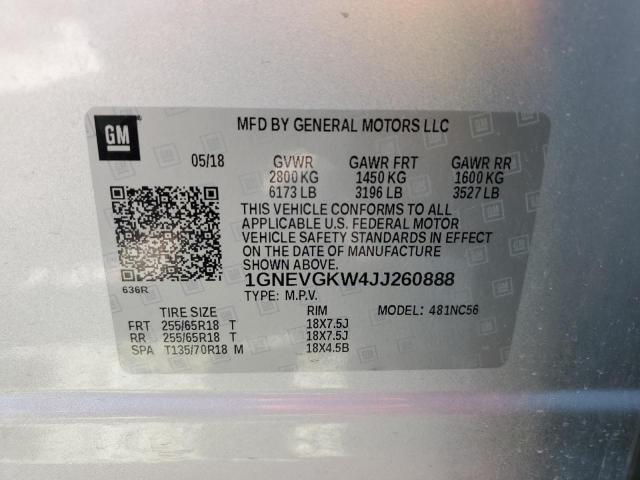 GM
MFD BY GENERAL MOTORS LLC
05/18 GVWR GAWR FRT GAWR RR
2800 KG 1450 KG 1600 KG
6173 LB 3196 LB 3527 LB
THIS VEHICLE CONFORMS TO ALL
APPLICABLE U.S. FEDERAL MOTOR
VEHICLE SAFETY STANDARDS IN EFFECT
ON THE DATE OF MANUFACTURE
SHOWN ABOVE.
636R 1GNEVGKW4JJ260888
TYPE: M.P.V.
TIRE SIZE RIM MODEL: 481NC56
FRT 255/65R18 T 18X7.5J
RR 255/65R18 T 18X7.5J
SPA T135/70R18 M 18X4.5B